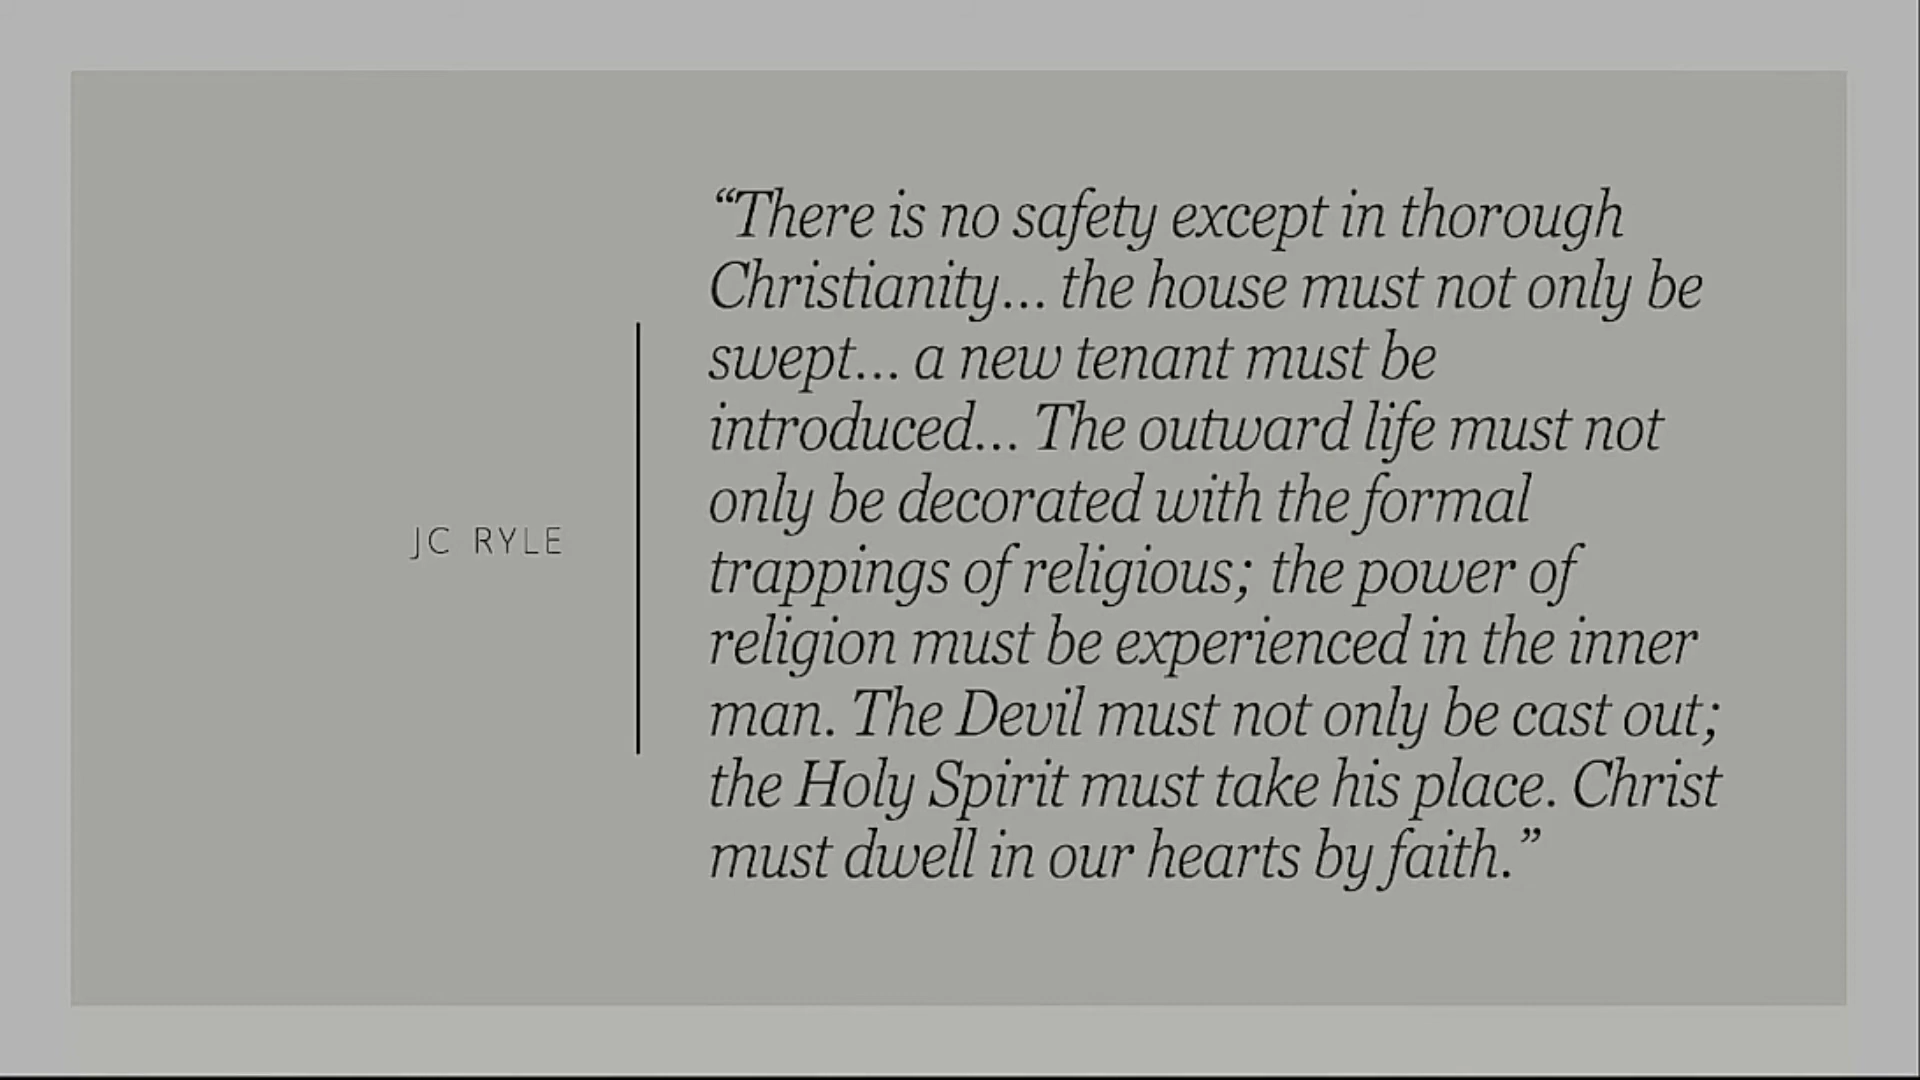 JC RYLE
“There is no safety except in thorough
Christianity... the house must not only be
swept... a new tenant must be
introduced... The outward life must not
only be decorated with the formal
trappings of religious; the power of
religion must be experienced in the inner
man. The Devil must not only be cast out;
the Holy Spirit must take his place. Christ
must dwell in our hearts by faith.”